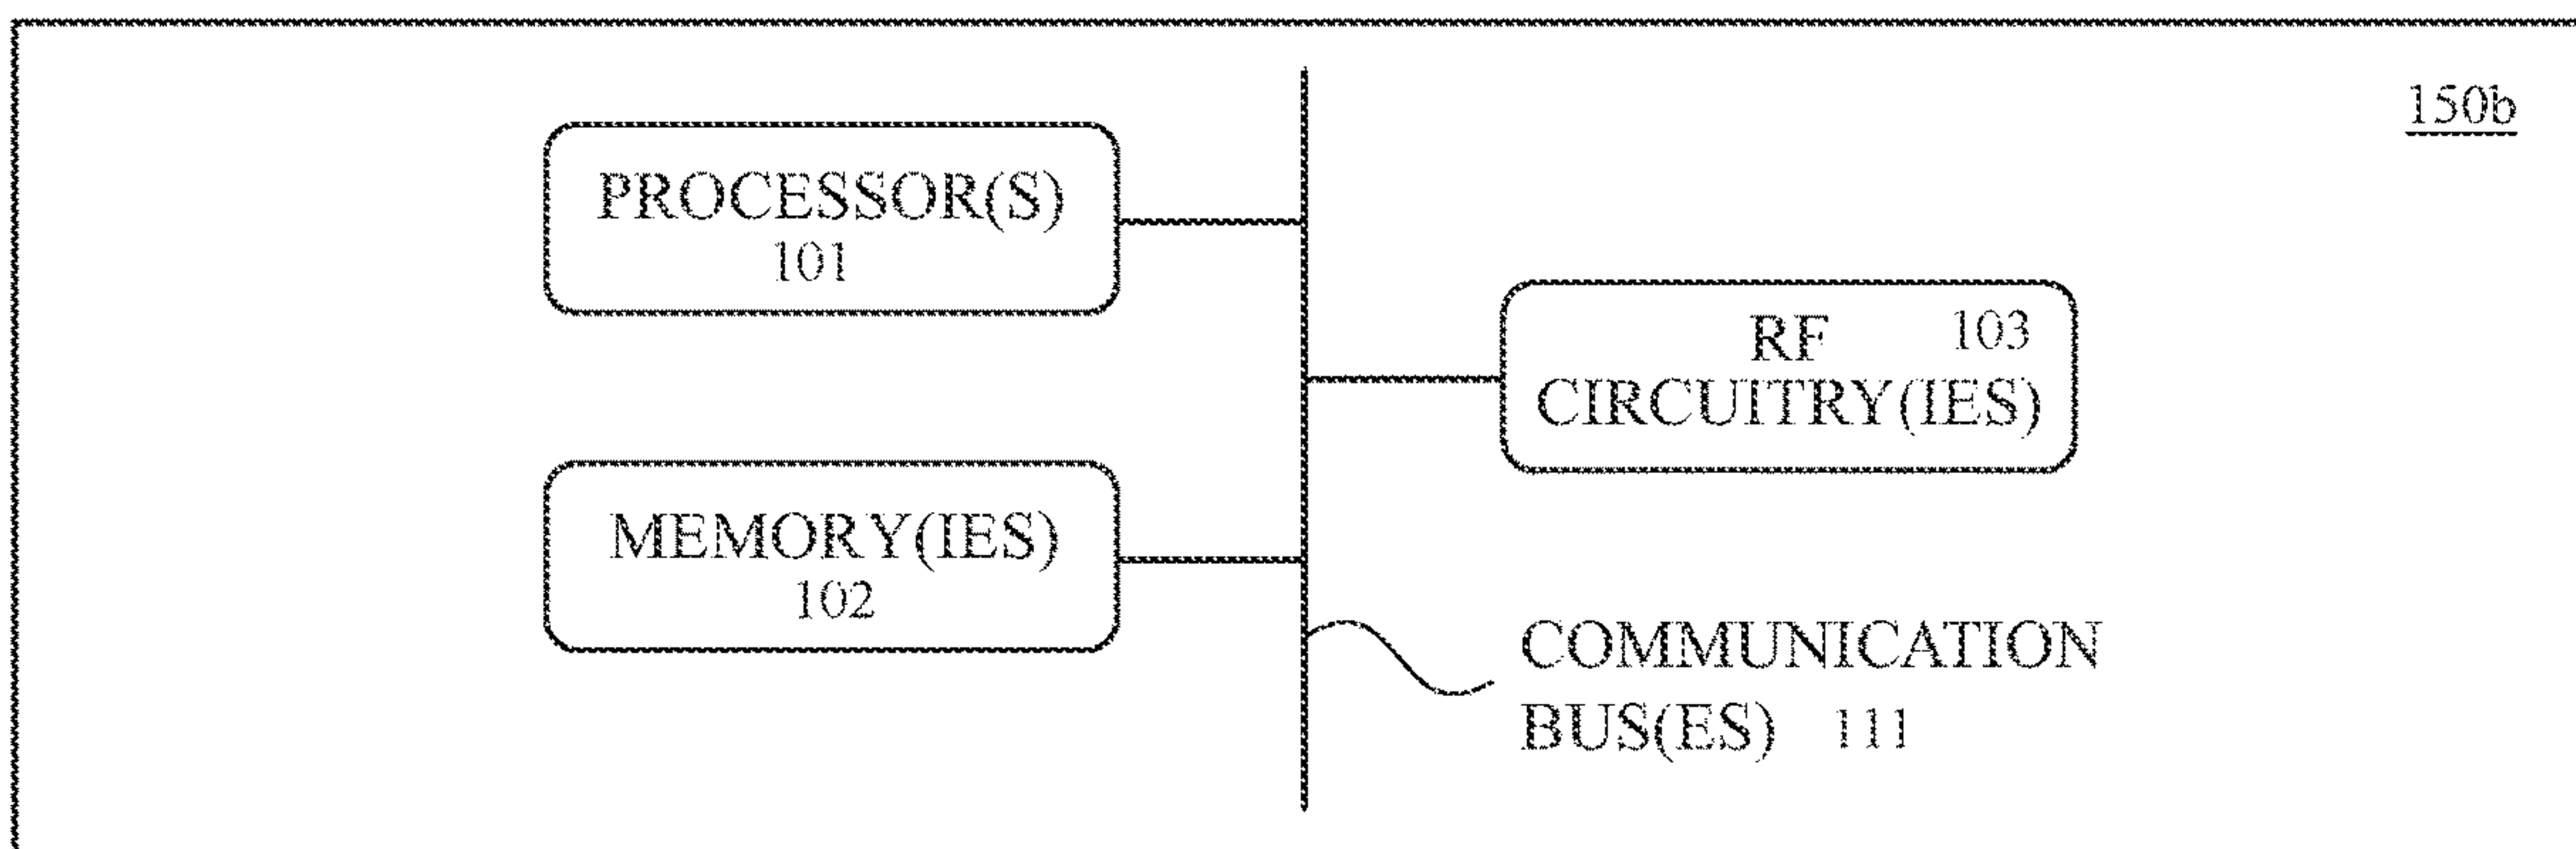 150b
PROCESSOR(S)
101
RF 103
CIRCUITRY(IES)
MEMORY(IES)
102
COMMUNICATION
BUS(ES) 111